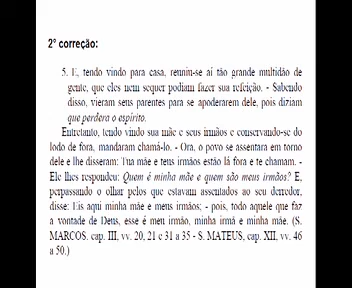 2ª correção:
5. E, tendo vindo para casa, reuniu-se aí tão grande multidão de
gente, que eles nem sequer podiam fazer sua refeição. - Sabendo
disso, vieram seus parentes para se apoderarem dele, pois diziam
que perdera o espírito.
Entretanto, tendo vindo sua mãe e seus irmãos e conservando-se do
lodo de fora, mandaram chamá-lo. - Ora, o povo se assentara em torno
dele e lhe disseram: Tua mãe e teus irmãos estão lá fora e te chamam. -
Ele lhes respondeu: Quem é minha mãe e quem são meus irmãos? E,
perpassando o olhar pelos que estavam assentados ao seu derredor,
disse: Eis aqui minha mãe e meus irmãos; - pois, todo aquele que faz
a vontade de Deus, esse é meu irmão, minha irmã e minha mãe. (S.
MARCOS. cap. III, vv. 20, 21 e 31 a 35 - S. MATEUS, cap. XII, vv. 46
a 50.)